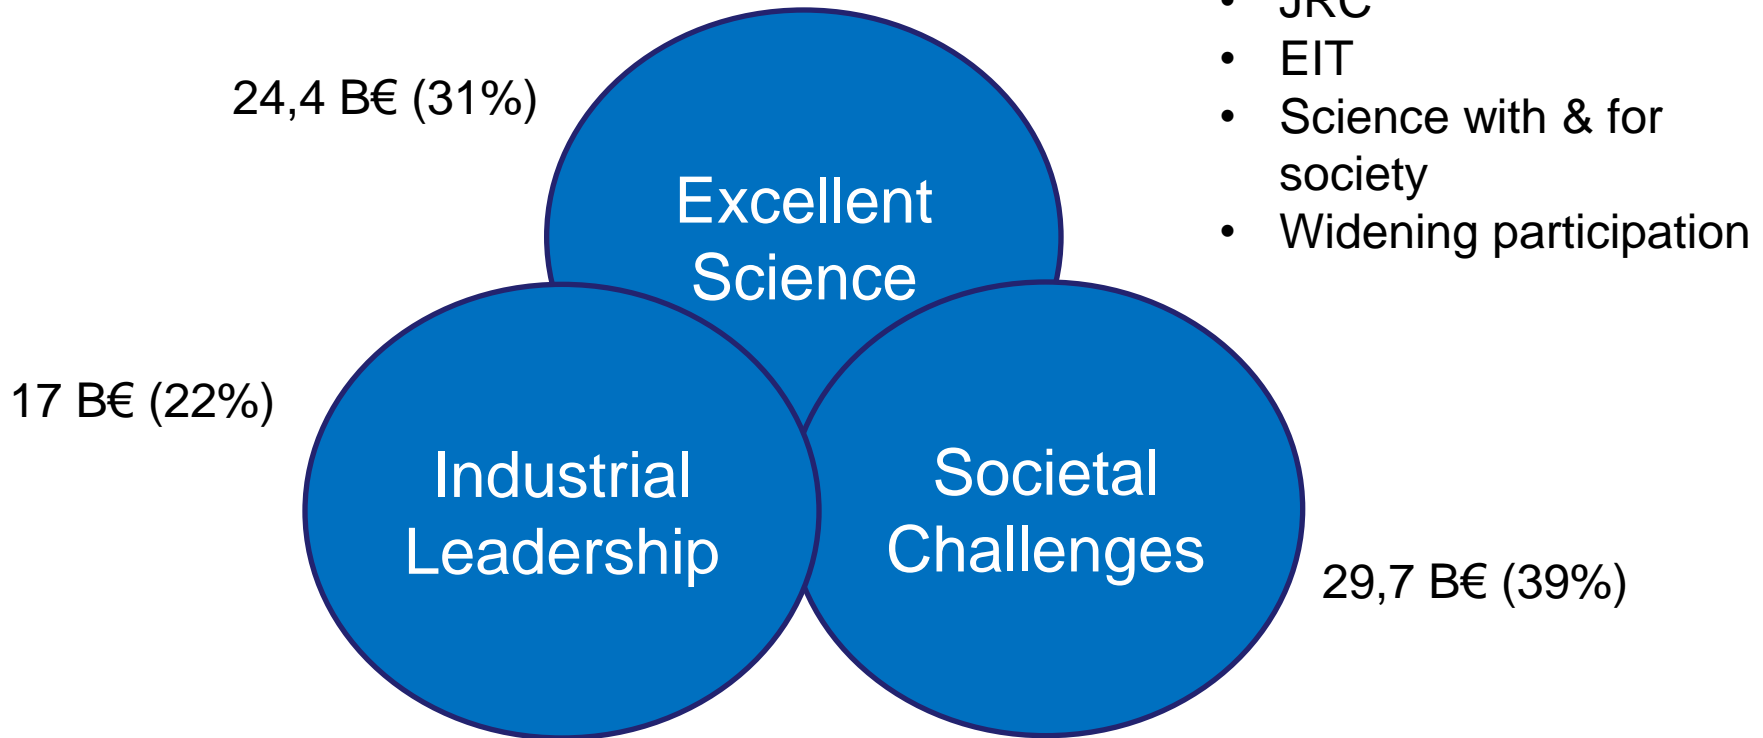 • JRC
• EIT
• Science with & for
society
• Widening participation
24,4 B€ (31%)
Excellent
Science
17 B€ (22%)
Industrial
Leadership
Societal
Challenges
29,7 B€ (39%)